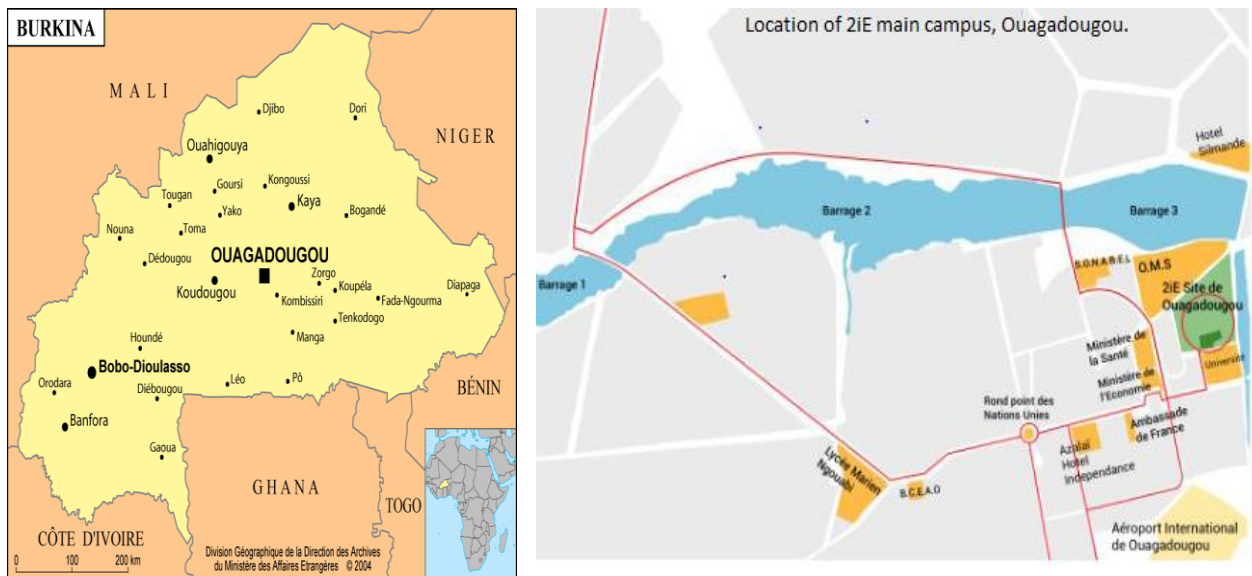 BURKINA
MALI
NIGER
Djibo
Dori
Ouahigouya
Goursi
Kongoussi
Tougan
Kaya
Yako
Bogandé
Nouna
Toma
OUAGADOUGOU
Dédougou
Zorgo
Koupéla
Diapaga
Koudougou
Kombissiri
Fada-Ngourma
Tenkodogo
Manga
Houndé
Bobo-Dioulasso
Orodara
Diébougou
Léo
Pô
BÉNIN
Banfora
Gaoua
GHANA
TOGO
CÔTE D'IVOIRE
0 100 200 km
Division Géographique de la Direction des Archives
du Ministère des Affaires Etrangères © 2004
Location of 2iE main campus, Ouagadougou.
Hotel
Silmande
Barrage 2
Barrage 3
Barrage 1
S.O.N.A.B.E.L
O.M.S
2iE Site de
Ouagadougou
Ministère de
la Santé
Université
Ministère de
l'Economie
Rond point des
Nations Unies
Ambassade
de France
Azalaï
Hotel
Independance
Lycée Marien
Ngouabi
B.C.E.A.O
Aéroport International
de Ouagadougou